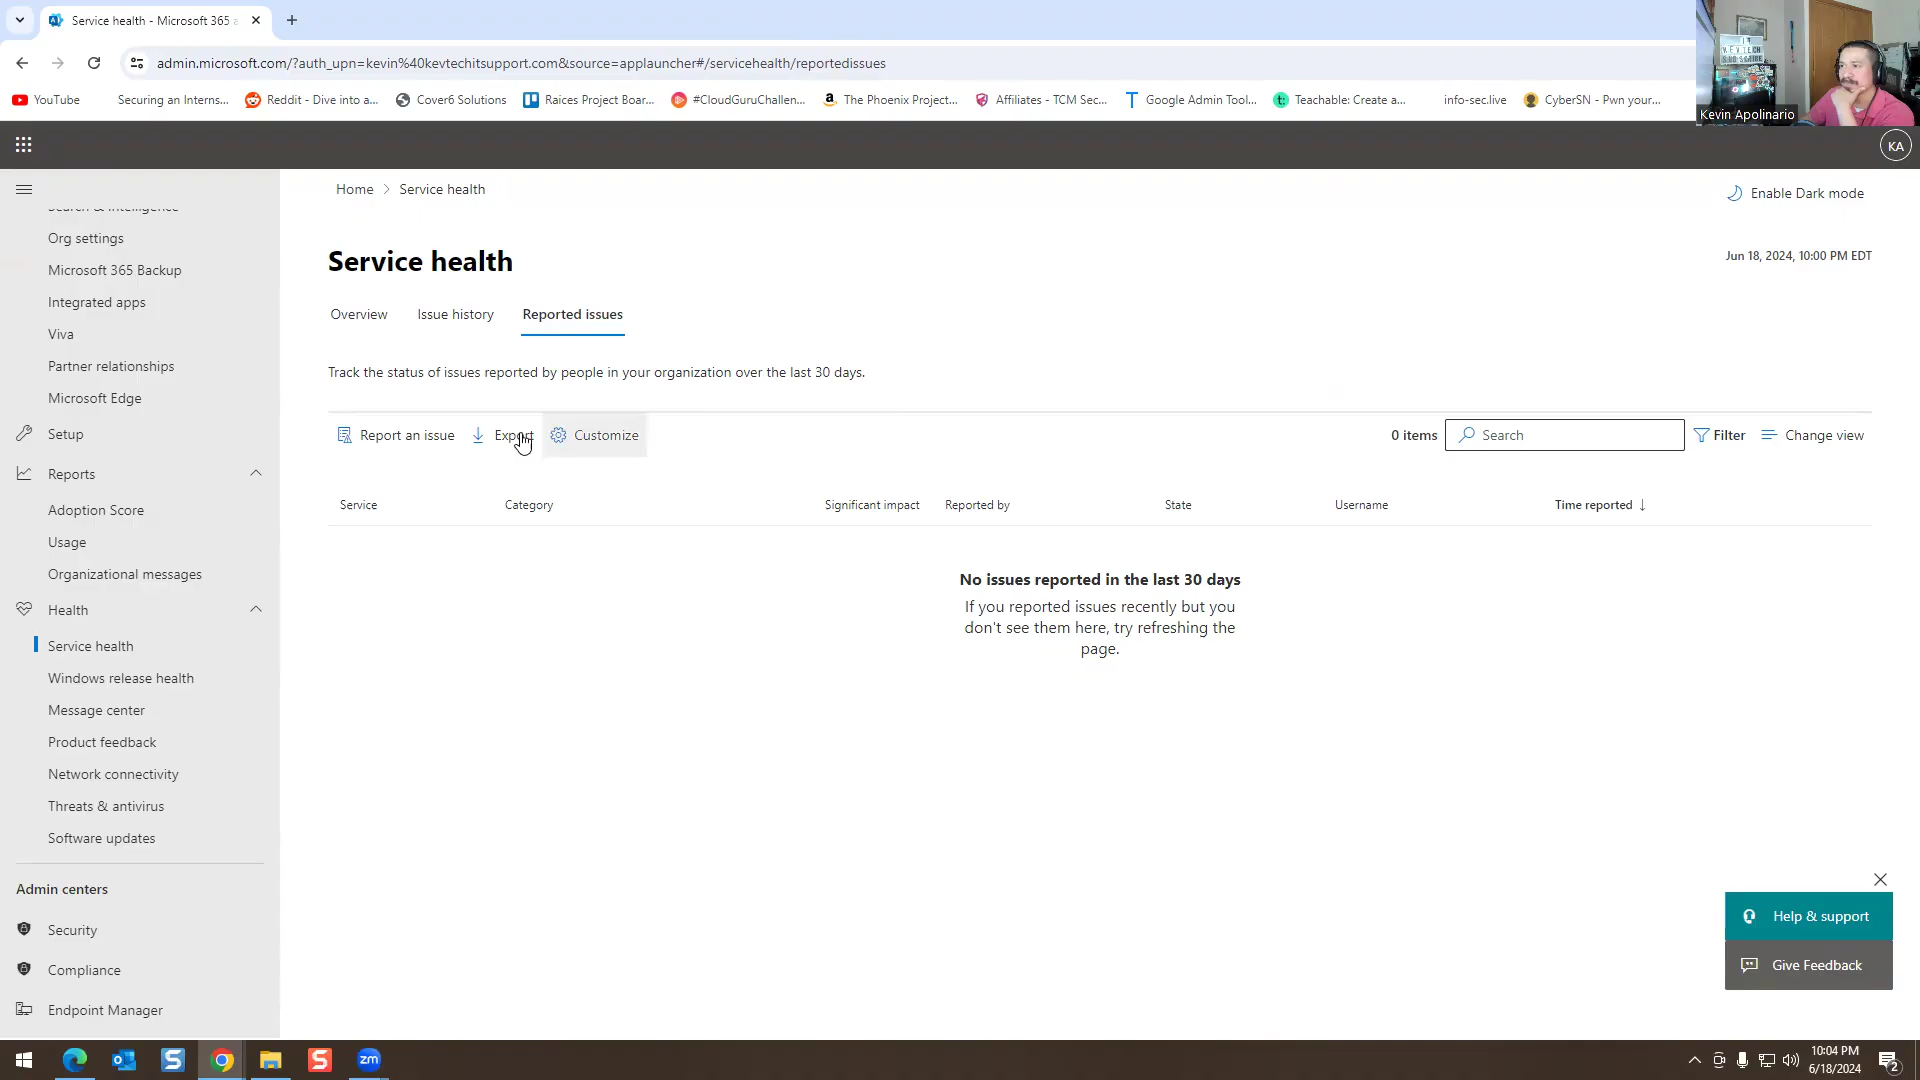 Service health - Microsoft 365 a
admin.microsoft.com/?auth_upn=kevin%40kevtechitsupport.com&source=applauncher#/servicehealth/reportedissues
YouTube
Securing an Interns...
Reddit - Dive into a...
Cover6 Solutions
Raices Project Boar...
#CloudGuruChallen...
The Phoenix Project...
Affiliates - TCM Sec...
Google Admin Tool...
Teachable: Create a...
info-sec.live
CyberSN - Pwn your...
Kevin Apolinario
KA
Search & intelligence
Org settings
Microsoft 365 Backup
Integrated apps
Viva
Partner relationships
Microsoft Edge
Setup
Reports
Adoption Score
Usage
Organizational messages
Health
Service health
Windows release health
Message center
Product feedback
Network connectivity
Threats & antivirus
Software updates
Admin centers
Security
Compliance
Endpoint Manager
Home > Service health
Enable Dark mode
Service health
Jun 18, 2024, 10:00 PM EDT
Overview
Issue history
Reported issues
Track the status of issues reported by people in your organization over the last 30 days.
Report an issue
Export
Customize
0 items
Search
Filter
Change view
Service
Category
Significant impact
Reported by
State
Username
Time reported ↓
No issues reported in the last 30 days
If you reported issues recently but you
don't see them here, try refreshing the
page.
Help & support
Give Feedback
zm
10:04 PM
6/18/2024
2